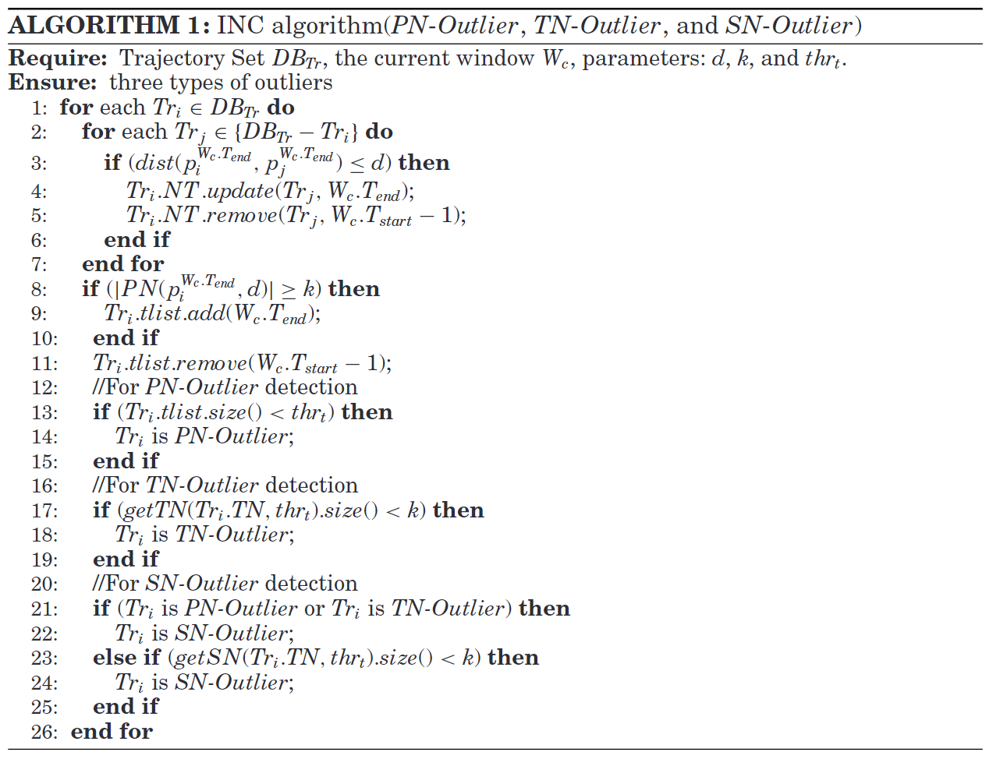 ALGORITHM 1: INC algorithm(PN-Outlier, TN-Outlier, and SN-Outlier)
Require: Trajectory Set DB_{Tr}, the current window W_c, parameters: d, k, and thr_t.
Ensure: three types of outliers
1: for each Tr_i ∈ DB_{Tr} do
2: for each Tr_j ∈ {DB_{Tr} − Tr_i} do
3: if (dist(p_i^{W_c.T_{end}}, p_j^{W_c.T_{end}}) ≤ d) then
4: Tr_i.NT.update(Tr_j, W_c.T_{end});
5: Tr_i.NT.remove(Tr_j, W_c.T_{start} − 1);
6: end if
7: end for
8: if (|PN(p_i^{W_c.T_{end}}, d)| ≥ k) then
9: Tr_i.tlist.add(W_c.T_{end});
10: end if
11: Tr_i.tlist.remove(W_c.T_{start} − 1);
12: //For PN-Outlier detection
13: if (Tr_i.tlist.size() < thr_t) then
14: Tr_i is PN-Outlier;
15: end if
16: //For TN-Outlier detection
17: if (getTN(Tr_i.TN, thr_t).size() < k) then
18: Tr_i is TN-Outlier;
19: end if
20: //For SN-Outlier detection
21: if (Tr_i is PN-Outlier or Tr_i is TN-Outlier) then
22: Tr_i is SN-Outlier;
23: else if (getSN(Tr_i.TN, thr_t).size() < k) then
24: Tr_i is SN-Outlier;
25: end if
26: end for